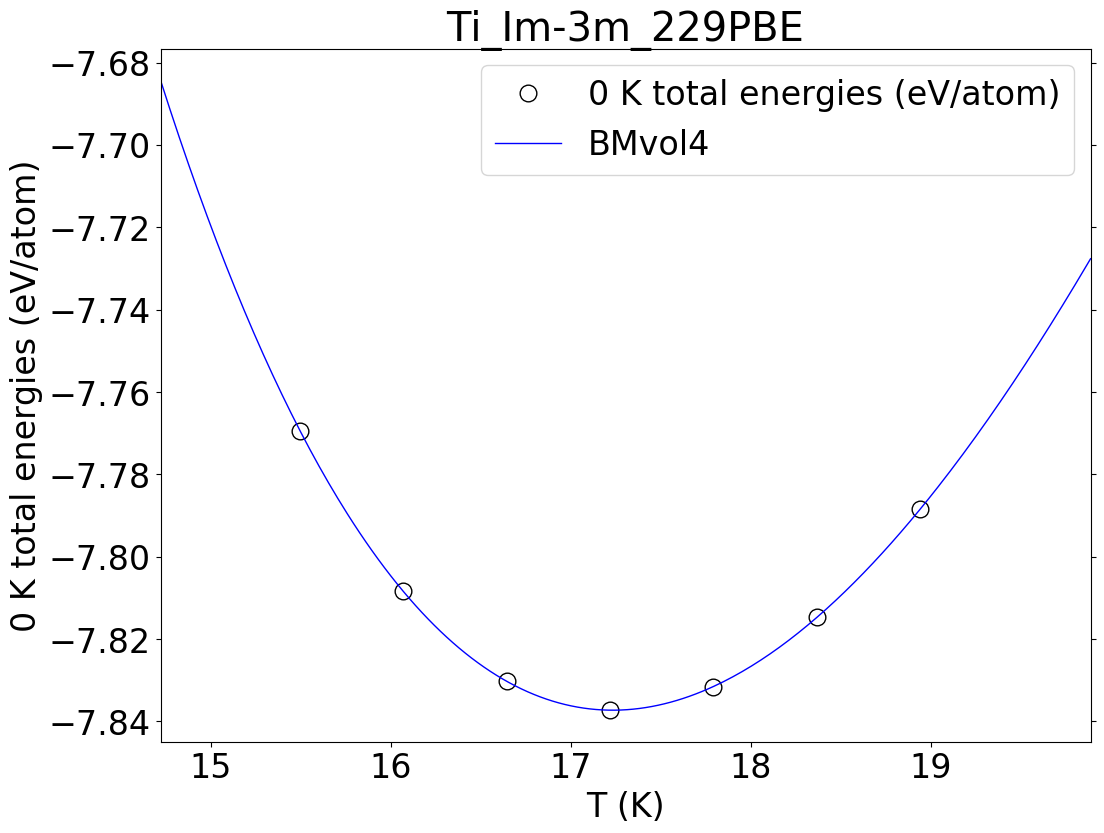 Ti_Im-3m_229PBE
0 K total energies (eV/atom)
BMvol4
0 K total energies (eV/atom)
−7.68
−7.70
−7.72
−7.74
−7.76
−7.78
−7.80
−7.82
−7.84
15 16 17 18 19
T (K)